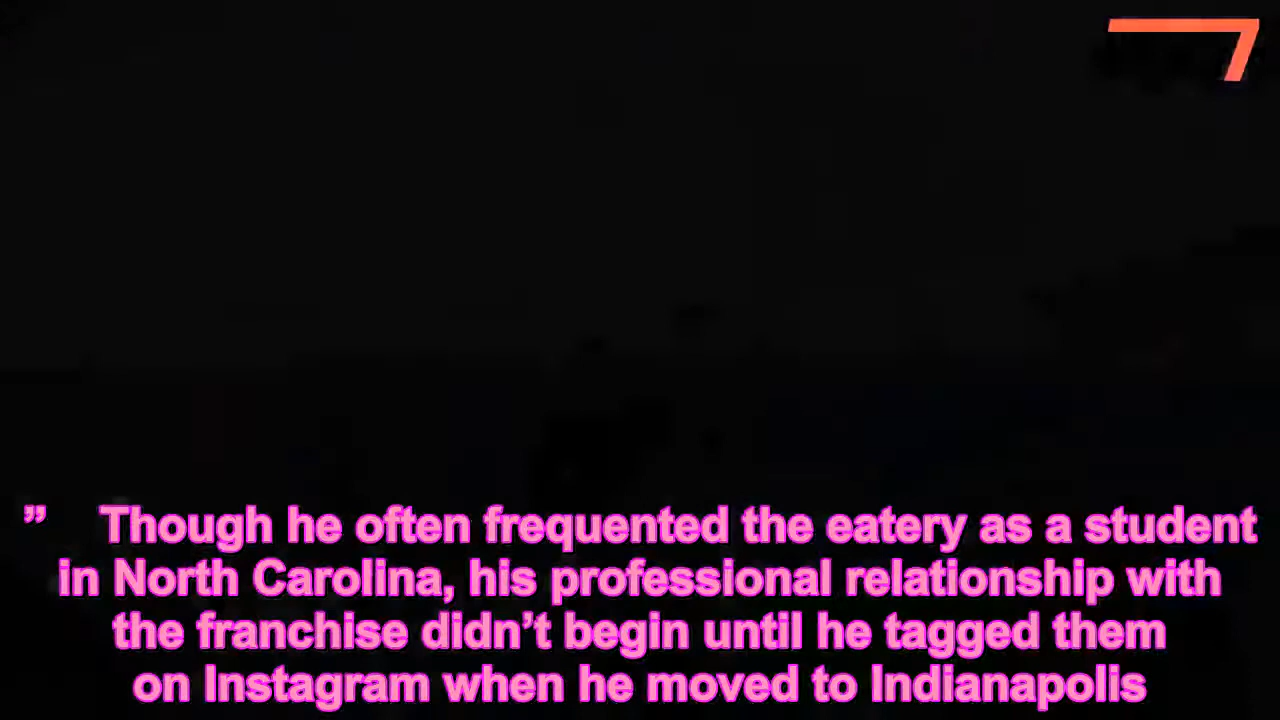 ” Though he often frequented the eatery as a student
in North Carolina, his professional relationship with
the franchise didn’t begin until he tagged them
on Instagram when he moved to Indianapolis